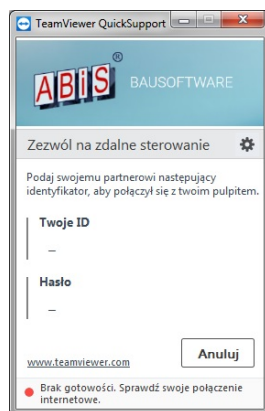 TeamViewer QuickSupport
ABiS®
BAUSOFTWARE
Zezwól na zdalne sterowanie
Podaj swojemu partnerowi następujący
identyfikator, aby połączył się z twoim pulpitem.
Twoje ID
–
Hasło
–
www.teamviewer.com
Anuluj
Brak gotowości. Sprawdź swoje połączenie
internetowe.